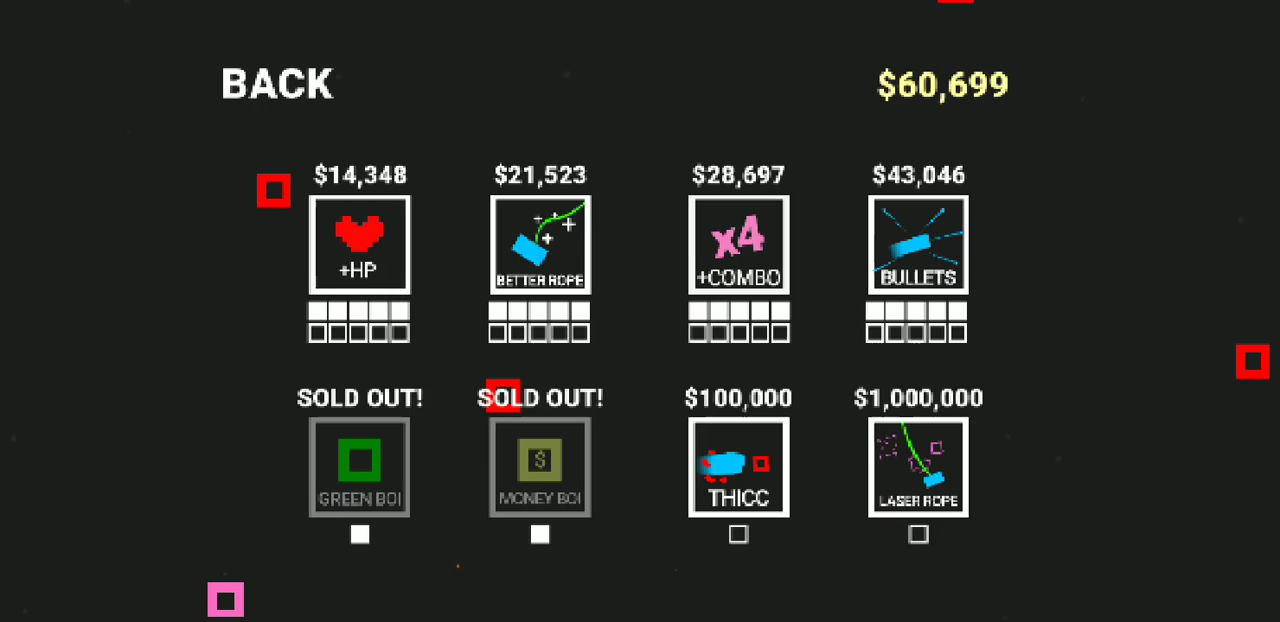 BACK
$60,699
$14,348
$21,523
$28,697
$43,046
+HP
BETTER ROPE
x4
+COMBO
BULLETS
SOLD OUT!
SOLD OUT!
$100,000
$1,000,000
GREEN BOI
$
MONEY BOI
THICC
LASER ROPE